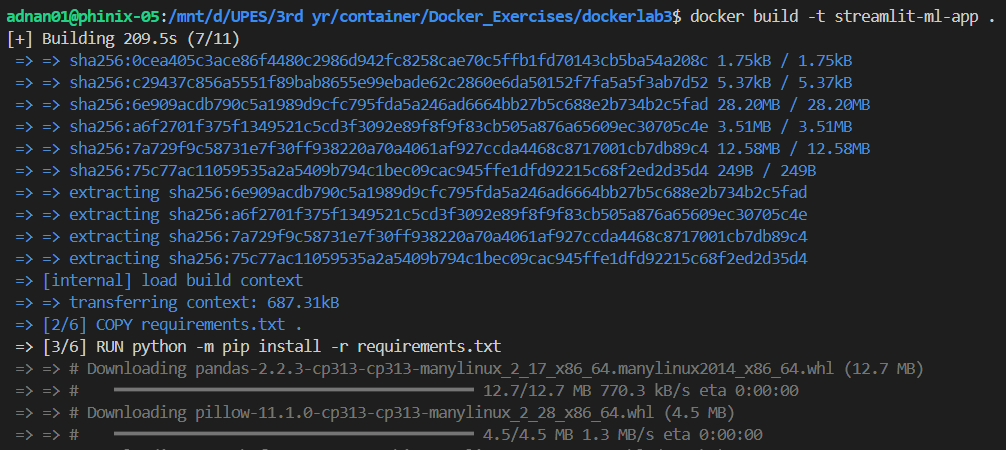 adnan01@phinix-05:/mnt/d/UPES/3rd yr/container/Docker_Exercises/dockerlab3$ docker build -t streamlit-ml-app .
[+] Building 209.5s (7/11)
=> => sha256:0cea405c3ace86f4480c2986d942fc8258cae70c5ffb1fd70143cb5ba54a208c 1.75kB / 1.75kB
=> => sha256:c29437c856a5551f89bab8655e99ebade62c2860e6da50152f7fa5a5f3ab7d52 5.37kB / 5.37kB
=> => sha256:6e909acdb790c5a1989d9cfc795fda5a246ad6664bb27b5c688e2b734b2c5fad 28.20MB / 28.20MB
=> => sha256:a6f2701f375f1349521c5cd3f3092e89f8f9f83cb505a876a65609ec30705c4e 3.51MB / 3.51MB
=> => sha256:7a729f9c58731e7f30ff938220a70a4061af927ccda4468c8717001cb7db89c4 12.58MB / 12.58MB
=> => sha256:75c77ac11059535a2a5409b794c1bec09cac945ffe1dfd92215c68f2ed2d35d4 249B / 249B
=> => extracting sha256:6e909acdb790c5a1989d9cfc795fda5a246ad6664bb27b5c688e2b734b2c5fad
=> => extracting sha256:a6f2701f375f1349521c5cd3f3092e89f8f9f83cb505a876a65609ec30705c4e
=> => extracting sha256:7a729f9c58731e7f30ff938220a70a4061af927ccda4468c8717001cb7db89c4
=> => extracting sha256:75c77ac11059535a2a5409b794c1bec09cac945ffe1dfd92215c68f2ed2d35d4
=> [internal] load build context
=> => transferring context: 687.31kB
=> [2/6] COPY requirements.txt .
=> [3/6] RUN python -m pip install -r requirements.txt
=> => # Downloading pandas-2.2.3-cp313-cp313-manylinux_2_17_x86_64.manylinux2014_x86_64.whl (12.7 MB)
=> => # 12.7/12.7 MB 770.3 kB/s eta 0:00:00
=> => # Downloading pillow-11.1.0-cp313-cp313-manylinux_2_28_x86_64.whl (4.5 MB)
=> => # 4.5/4.5 MB 1.3 MB/s eta 0:00:00